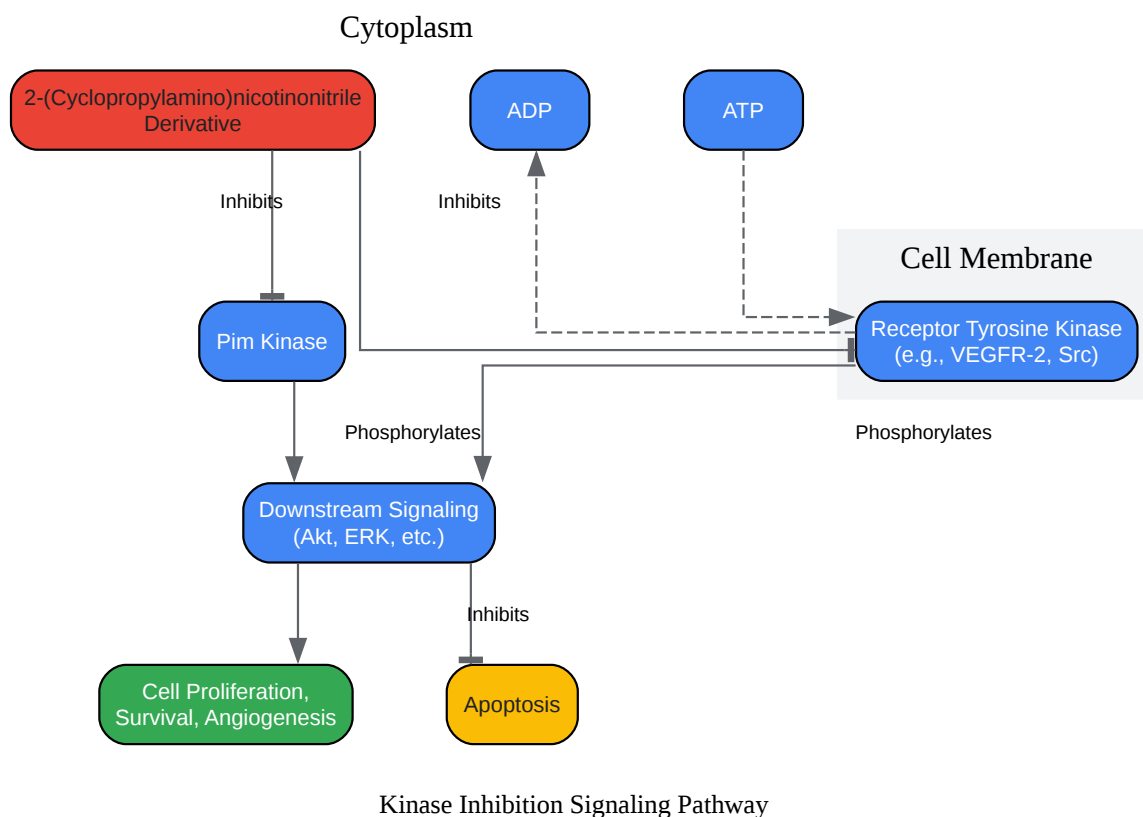 Cytoplasm
2-(Cyclopropylamino)nicotinonitrile
Derivative
ADP
ATP
Inhibits
Inhibits
Cell Membrane
Pim Kinase
Receptor Tyrosine Kinase
(e.g., VEGFR-2, Src)
Phosphorylates
Phosphorylates
Downstream Signaling
(Akt, ERK, etc.)
Inhibits
Cell Proliferation,
Survival, Angiogenesis
Apoptosis
Kinase Inhibition Signaling Pathway